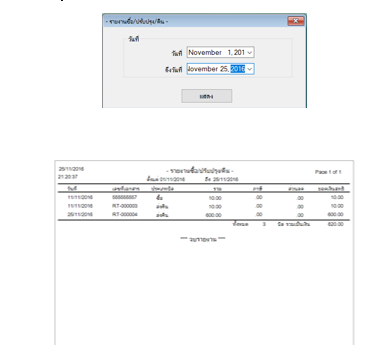 - รายงานซื้อ/ปรับปรุง/คืน -
วันที่
วันที่ November 1, 201
ถึงวันที่ November 25, 2016
แสดง
25/11/2016 - รายงานซื้อ/ปรับปรุง/คืน - Page 1 of 1
21:20:37 ตั้งแต่ 01/11/2016 ถึง 25/11/2016
วันที่ เลขที่เอกสาร ประเภทบิล รวม ภาษี ส่วนลด ยอดเงินสุทธิ
11/11/2016 ซื้อ 10.00 .00 .00 10.00
11/11/2016 RT-000003 ลดคืน 10.00 .00 .00 10.00
25/11/2016 RT-000004 ลดคืน 600.00 .00 .00 600.00
ทั้งหมด 3 บิล รวมเป็นเงิน 620.00
*** จบรายงาน ***